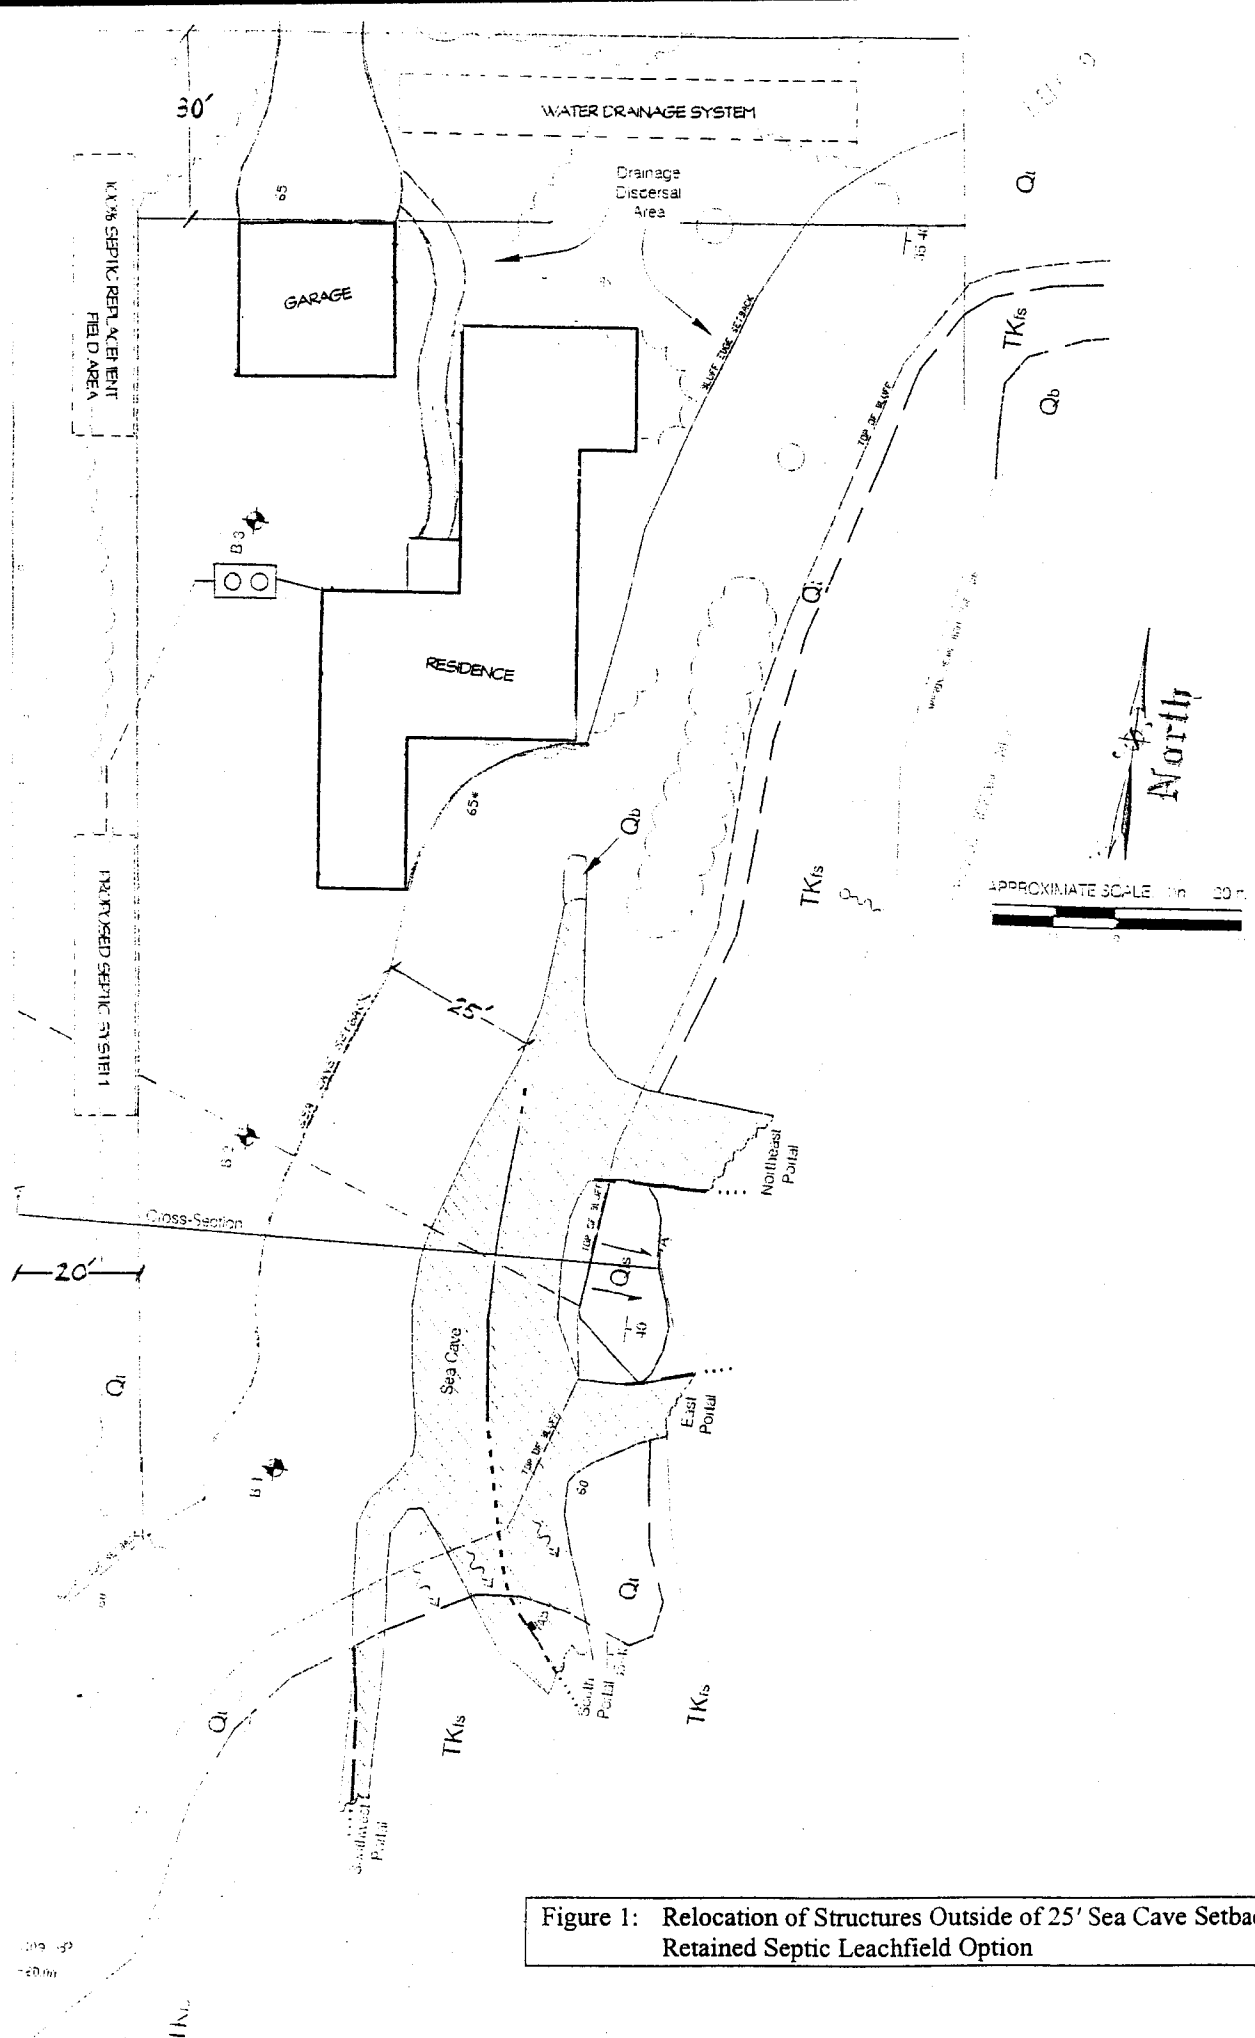 30'
WATER DRAINAGE SYSTEM
Drainage
Dispersal
Area
Qt
65
100% SEPTIC REPLACEMENT
FIELD AREA
GARAGE
BLUFF EDGE SETBACK
TKfs
Qb
TOP OF BLUFF
B3
Qt
RESIDENCE
North
65*
Qb
TKfs
APPROXIMATE SCALE
PROPOSED SEPTIC SYSTEM
25'
SEA CAVE SETBACK
B2
Northeast
Portal
Cross-Section
TOP OF BLUFF
A'
Qls
20'
40
Sea Cave
Qt
East
Portal
TOP OF BLUFF
B1
60
Qt
South
Portal
TKfs
Qt
TKfs
Southwest
Portal
Figure 1: Relocation of Structures Outside of 25' Sea Cave
Retained Septic Leachfield Option